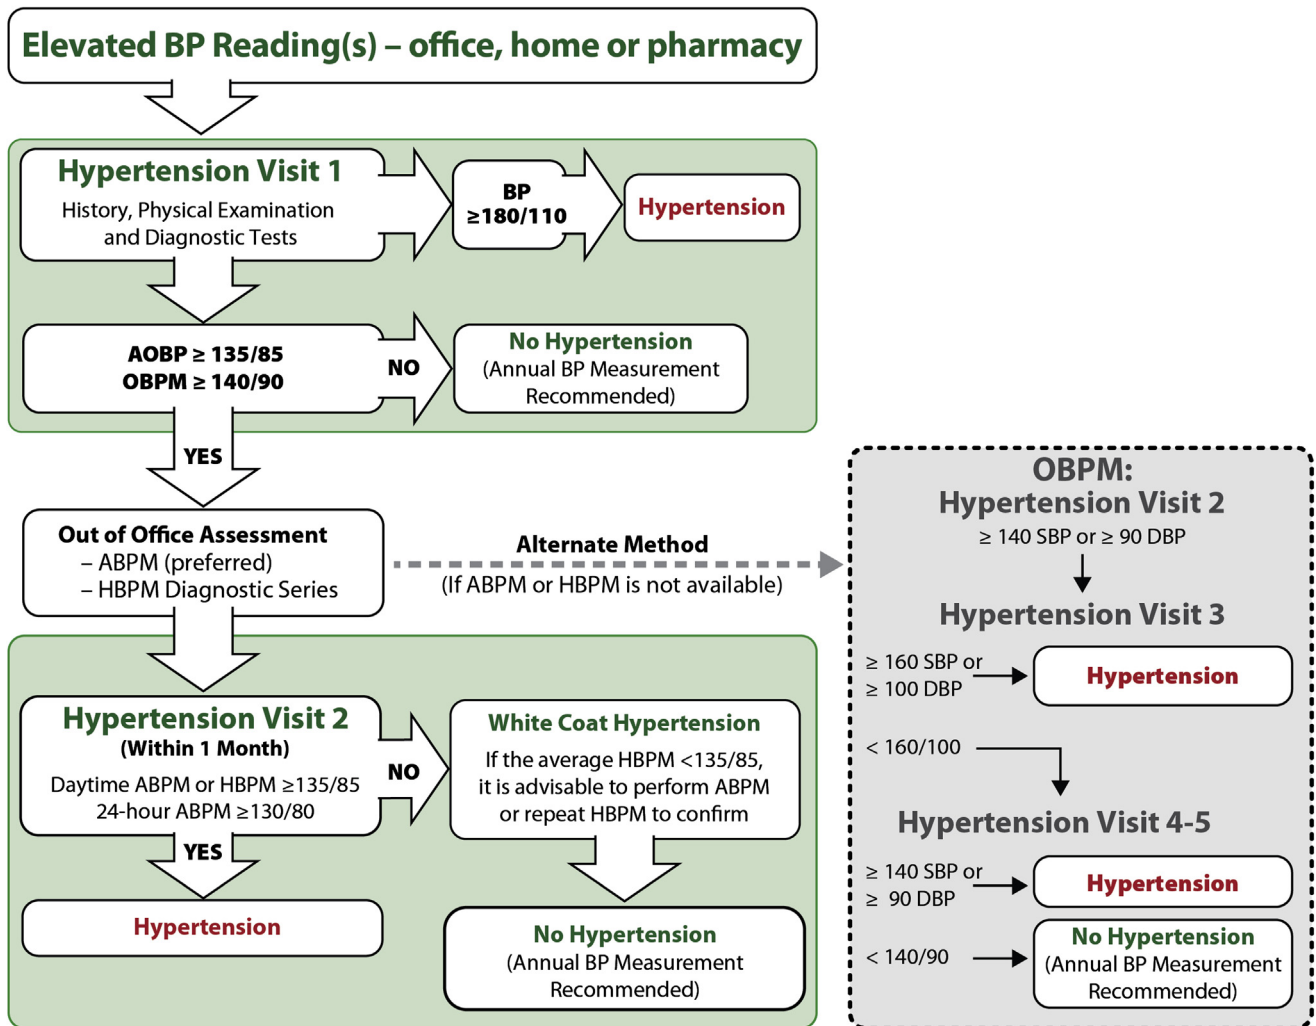 Elevated BP Reading(s) – office, home or pharmacy
Hypertension Visit 1
History, Physical Examination
and Diagnostic Tests
BP
≥180/110
Hypertension
AOBP ≥ 135/85
OBPM ≥ 140/90
NO
No Hypertension
(Annual BP Measurement
Recommended)
YES
Out of Office Assessment
– ABPM (preferred)
– HBPM Diagnostic Series
Alternate Method
(If ABPM or HBPM is not available)
Hypertension Visit 2
(Within 1 Month)
Daytime ABPM or HBPM ≥135/85
24-hour ABPM ≥130/80
NO
White Coat Hypertension
If the average HBPM <135/85,
it is advisable to perform ABPM
or repeat HBPM to confirm
YES
Hypertension
No Hypertension
(Annual BP Measurement
Recommended)
OBPM:
Hypertension Visit 2
≥ 140 SBP or ≥ 90 DBP
Hypertension Visit 3
≥ 160 SBP or
≥ 100 DBP
Hypertension
< 160/100
Hypertension Visit 4-5
≥ 140 SBP or
≥ 90 DBP
Hypertension
< 140/90
No Hypertension
(Annual BP Measurement
Recommended)